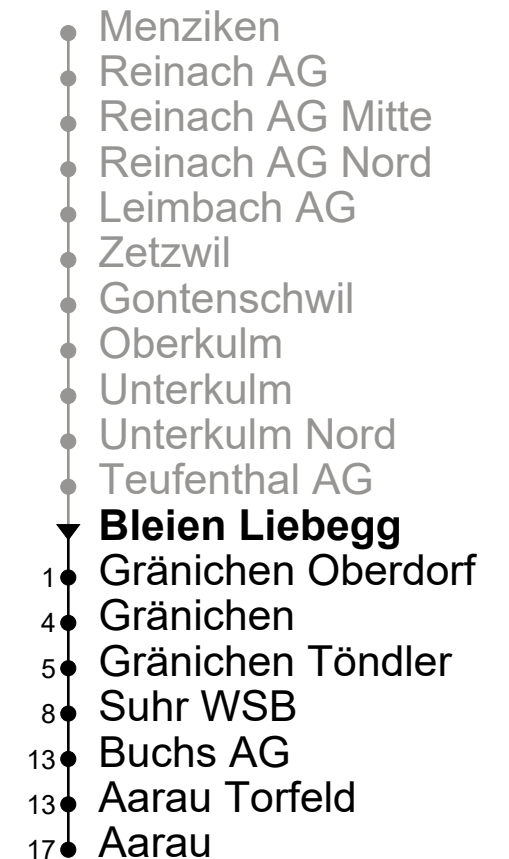 Menziken
Reinach AG
Reinach AG Mitte
Reinach AG Nord
Leimbach AG
Zetzwil
Gontenschwil
Oberkulm
Unterkulm
Unterkulm Nord
Teufenthal AG
Bleien Liebegg
1 Gränichen Oberdorf
4 Gränichen
5 Gränichen Töndler
8 Suhr WSB
13 Buchs AG
13 Aarau Torfeld
17 Aarau